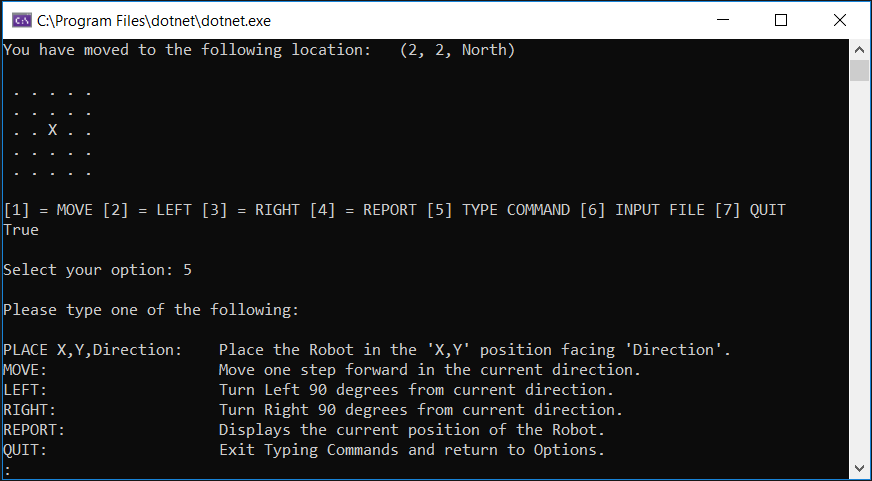 C:\Program Files\dotnet\dotnet.exe
You have moved to the following location:   (2, 2, North)
. . . . .
. . . . .
. . X . .
. . . . .
. . . . .
[1] = MOVE [2] = LEFT [3] = RIGHT [4] = REPORT [5] TYPE COMMAND [6] INPUT FILE [7] QUIT
True
Select your option: 5
Please type one of the following:
PLACE X,Y,Direction:    Place the Robot in the 'X,Y' position facing 'Direction'.
MOVE:                   Move one step forward in the current direction.
LEFT:                   Turn Left 90 degrees from current direction.
RIGHT:                  Turn Right 90 degrees from current direction.
REPORT:                 Displays the current position of the Robot.
QUIT:                   Exit Typing Commands and return to Options.
: